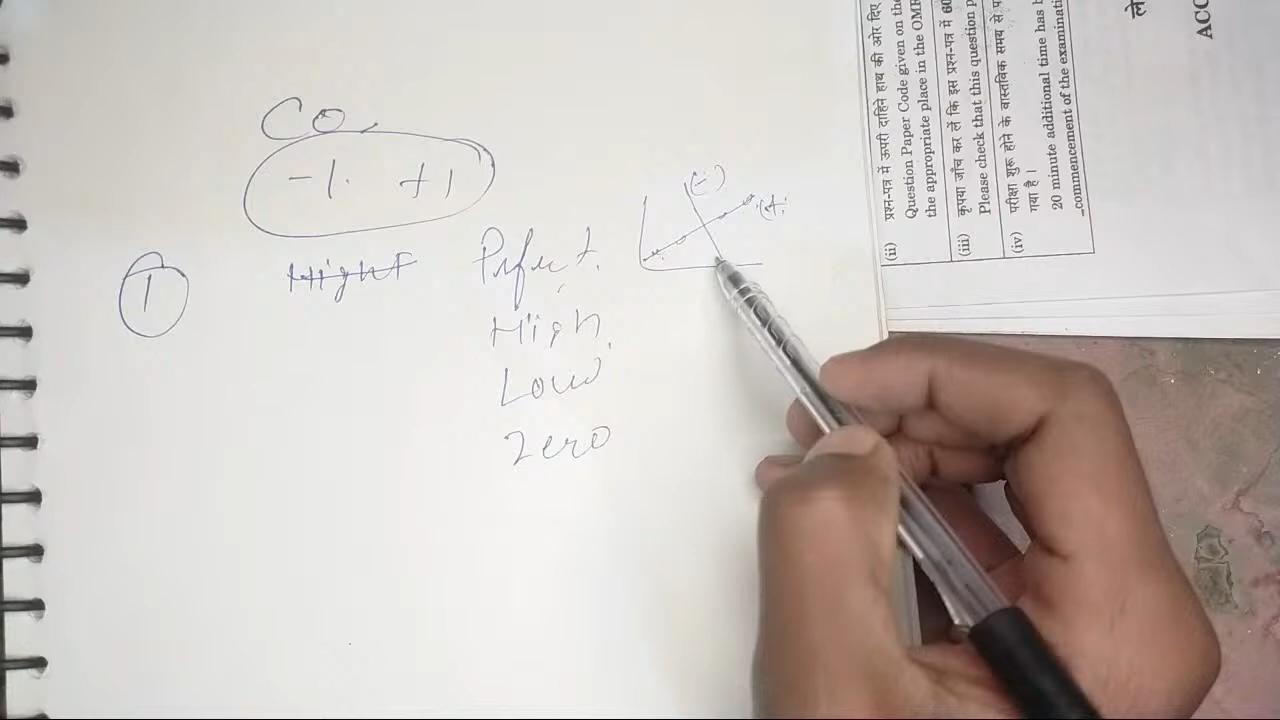 Co.
-1. +1
1
Hight
Perfect.
High.
Low
Zero
(-)
(+)
(ii) प्रश्न-पत्र में ऊपरी दाहिने हाथ की ओर दिए
Question Paper Code given on the
the appropriate place in the OMR
(iii) कृपया जाँच कर लें कि इस प्रश्न-पत्र में 60
Please check that this question p
(iv) परीक्षा शुरू होने के वास्तविक समय से
गया है।
20 minute additional time has b
commencement of the examinati
ले
ACC